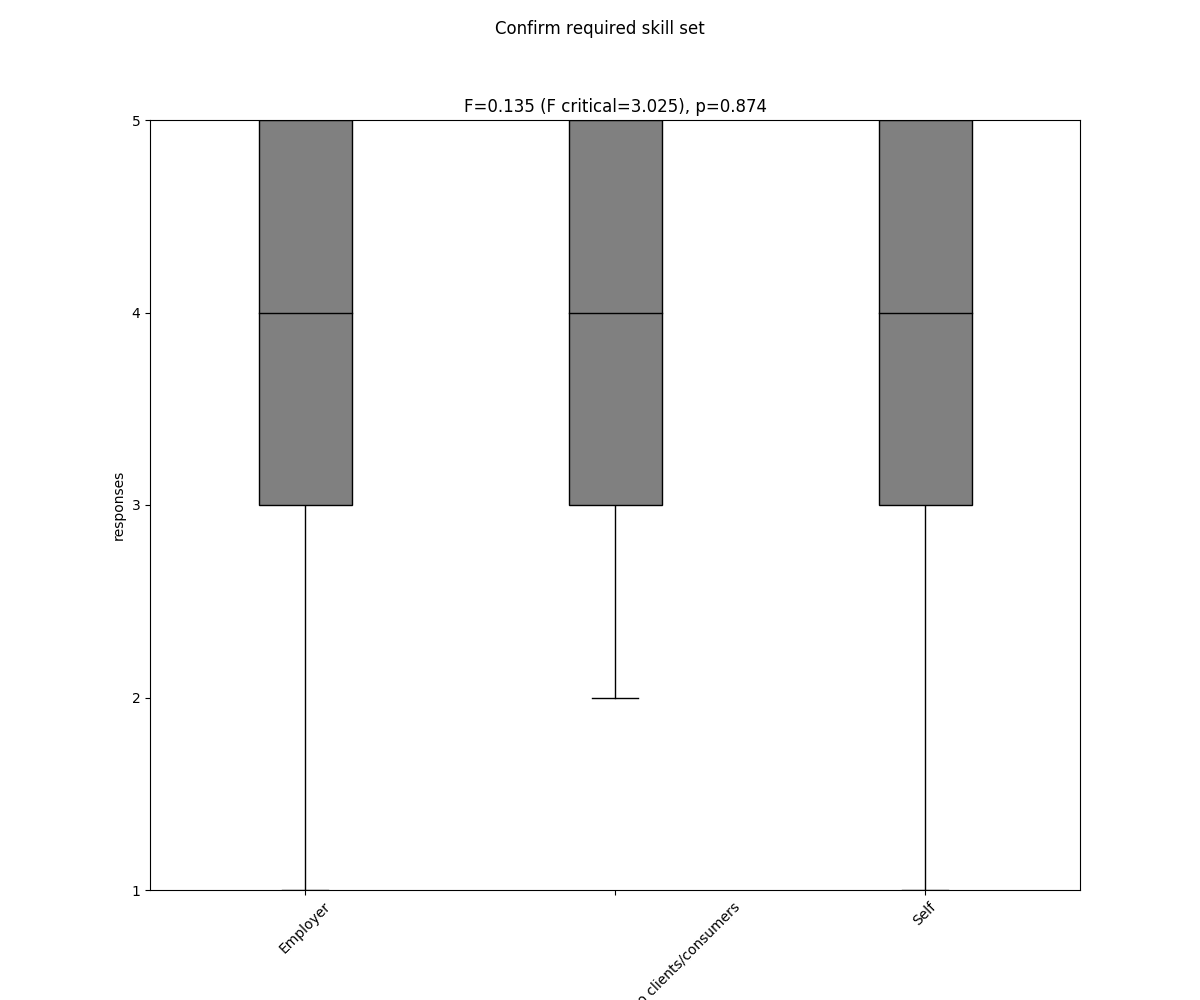 Confirm required skill set
F=0.135 (F critical=3.025), p=0.874
5
4
3
2
1
responses
Employer
clients/consumers
Self